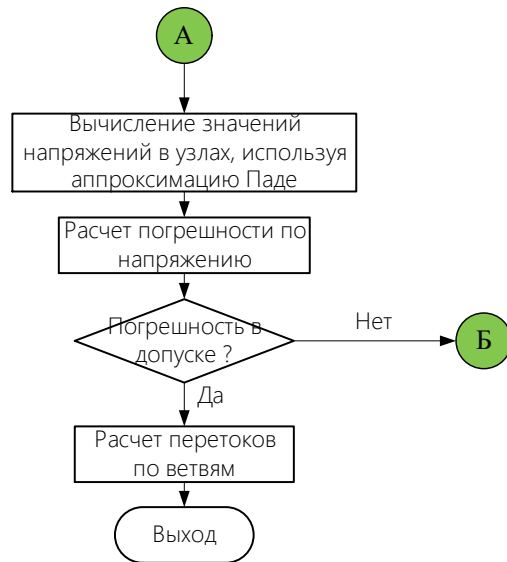 А
Вычисление значений
напряжений в узлах, используя
аппроксимацию Паде
Расчет погрешности по
напряжению
Погрешность в
допуске ?
Нет
Б
Да
Расчет перетоков
по ветвям
Выход